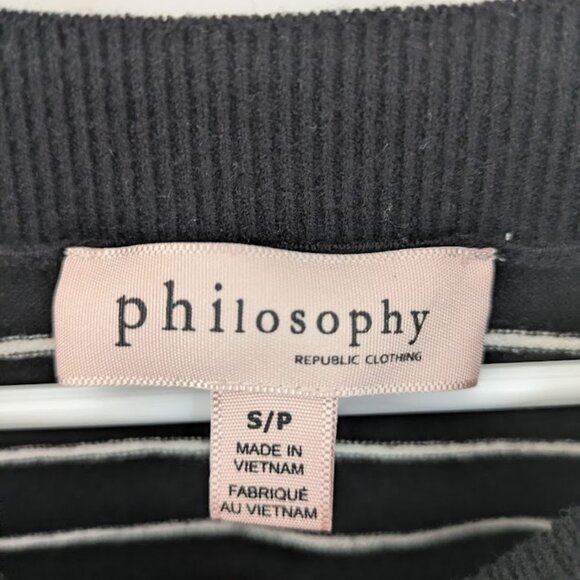 philosophy
REPUBLIC CLOTHING
S/P
MADE IN
VIETNAM
FABRIQUÉ
AU VIETNAM